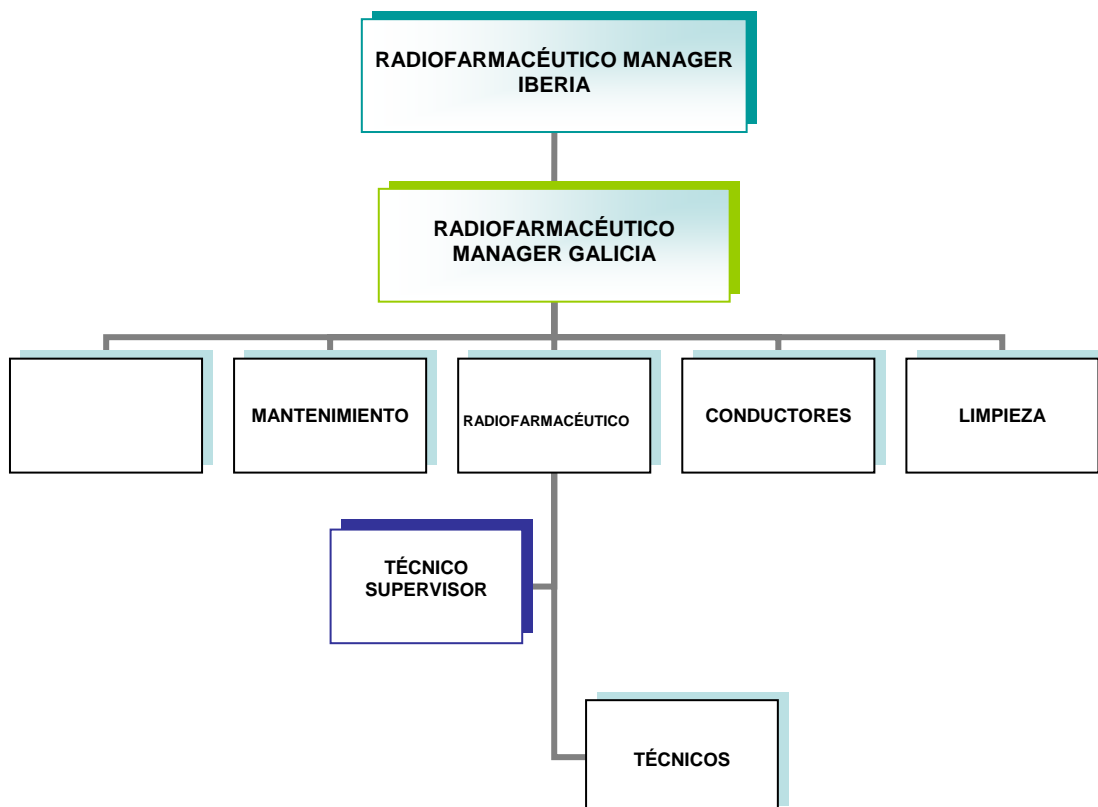 RADIOFARMACÉUTICO MANAGER
IBERIA
RADIOFARMACÉUTICO
MANAGER GALICIA
MANTENIMIENTO
RADIOFARMACÉUTICO
CONDUCTORES
LIMPIEZA
TÉCNICO
SUPERVISOR
TÉCNICOS